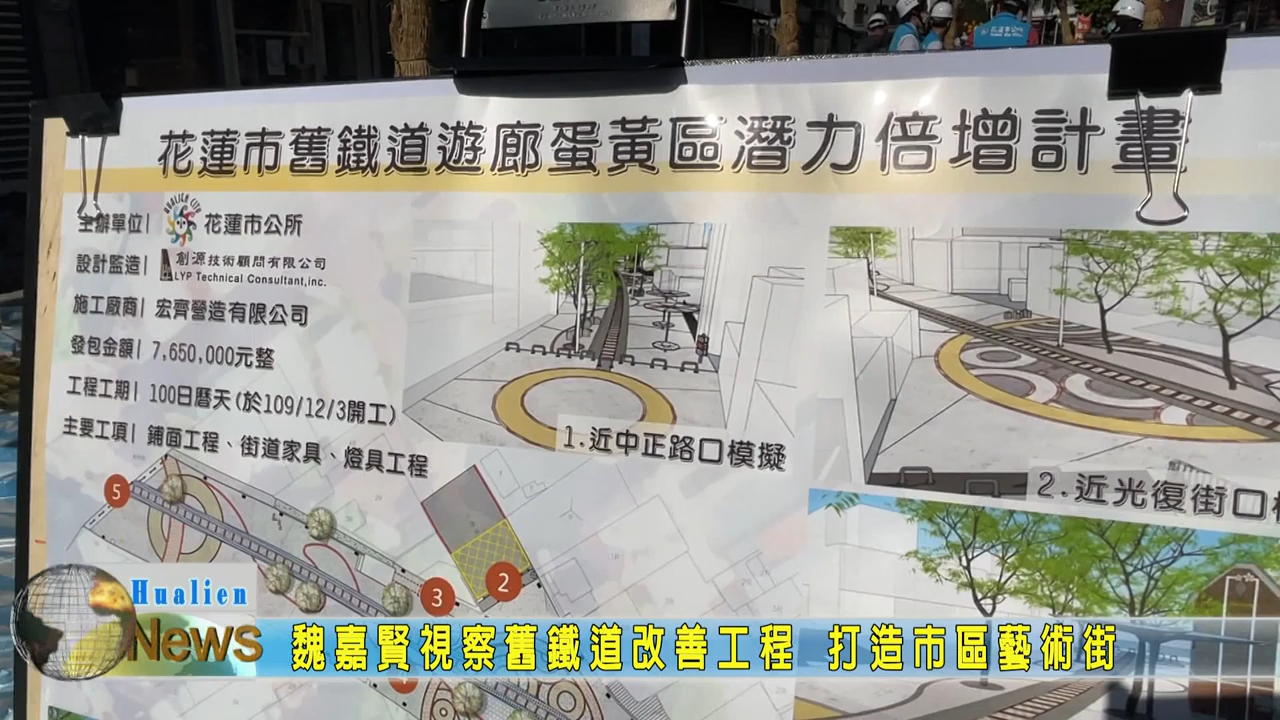 花蓮市舊鐵道遊廊蛋黃區潛力倍增計畫
主辦單位| HUALIEN CITY 花蓮市公所
設計監造| 創源技術顧問有限公司
LYP Technical Consultant,inc.
施工廠商| 宏齊營造有限公司
發包金額| 7,650,000元整
工程工期| 100日曆天(於109/12/3開工)
主要工項| 鋪面工程、街道家具、燈具工程
1.近中正路口模擬
2.近光復街口
5
3
2
Hualien
News
魏嘉賢視察舊鐵道改善工程 打造市區藝術街